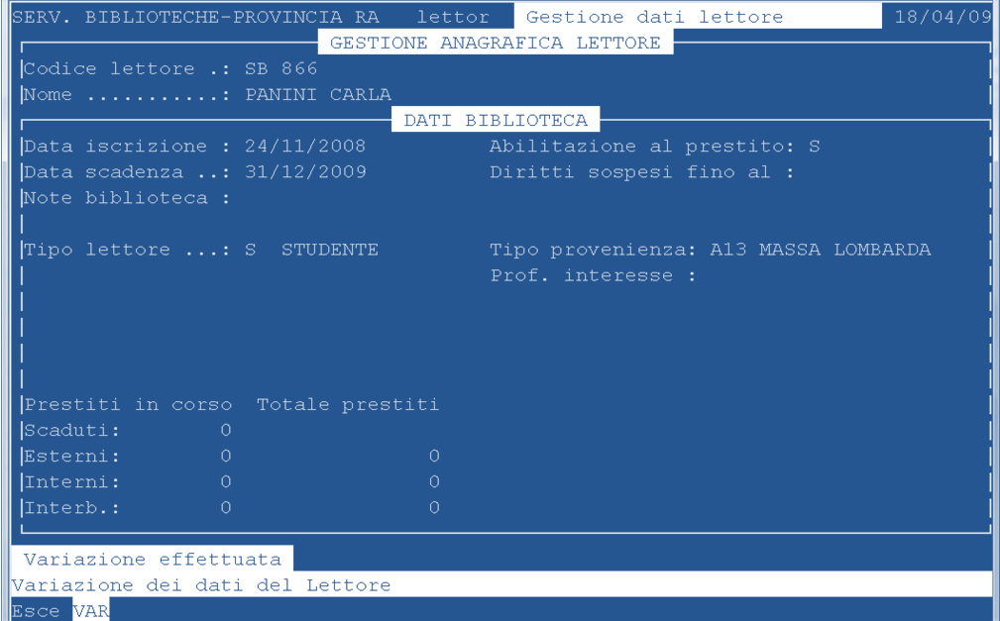 SERV. BIBLIOTECHE-PROVINCIA RA lettor Gestione dati lettore 18/04/09
GESTIONE ANAGRAFICA LETTORE
Codice lettore .: SB 866
Nome ...........: PANINI CARLA
DATI BIBLIOTECA
Data iscrizione : 24/11/2008 Abilitazione al prestito: S
Data scadenza ..: 31/12/2009 Diritti sospesi fino al :
Note biblioteca :
Tipo lettore ...: S STUDENTE Tipo provenienza: A13 MASSA LOMBARDA
Prof. interesse :
Prestiti in corso Totale prestiti
Scaduti: 0
Esterni: 0 0
Interni: 0 0
Interb.: 0 0
Variazione effettuata
Variazione dei dati del Lettore
Esce VAR